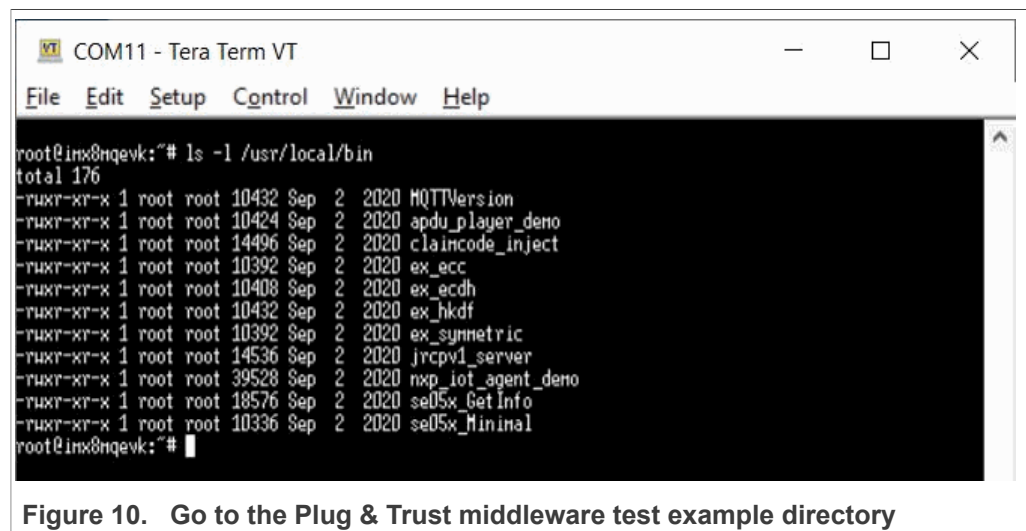 COM11 - Tera Term VT
File Edit Setup Control Window Help
root@imx8mqevk:~# ls -l /usr/local/bin
total 176
-rwxr-xr-x 1 root root 10432 Sep 2 2020 MQTTVersion
-rwxr-xr-x 1 root root 10424 Sep 2 2020 apdu_player_demo
-rwxr-xr-x 1 root root 14496 Sep 2 2020 claimcode_inject
-rwxr-xr-x 1 root root 10392 Sep 2 2020 ex_ecc
-rwxr-xr-x 1 root root 10408 Sep 2 2020 ex_ecdh
-rwxr-xr-x 1 root root 10432 Sep 2 2020 ex_hkdf
-rwxr-xr-x 1 root root 10392 Sep 2 2020 ex_symmetric
-rwxr-xr-x 1 root root 14536 Sep 2 2020 jrcpv1_server
-rwxr-xr-x 1 root root 39528 Sep 2 2020 nxp_iot_agent_demo
-rwxr-xr-x 1 root root 18576 Sep 2 2020 se05x_GetInfo
-rwxr-xr-x 1 root root 10336 Sep 2 2020 se05x_Minimal
root@imx8mqevk:~#
Figure 10. Go to the Plug & Trust middleware test example directory